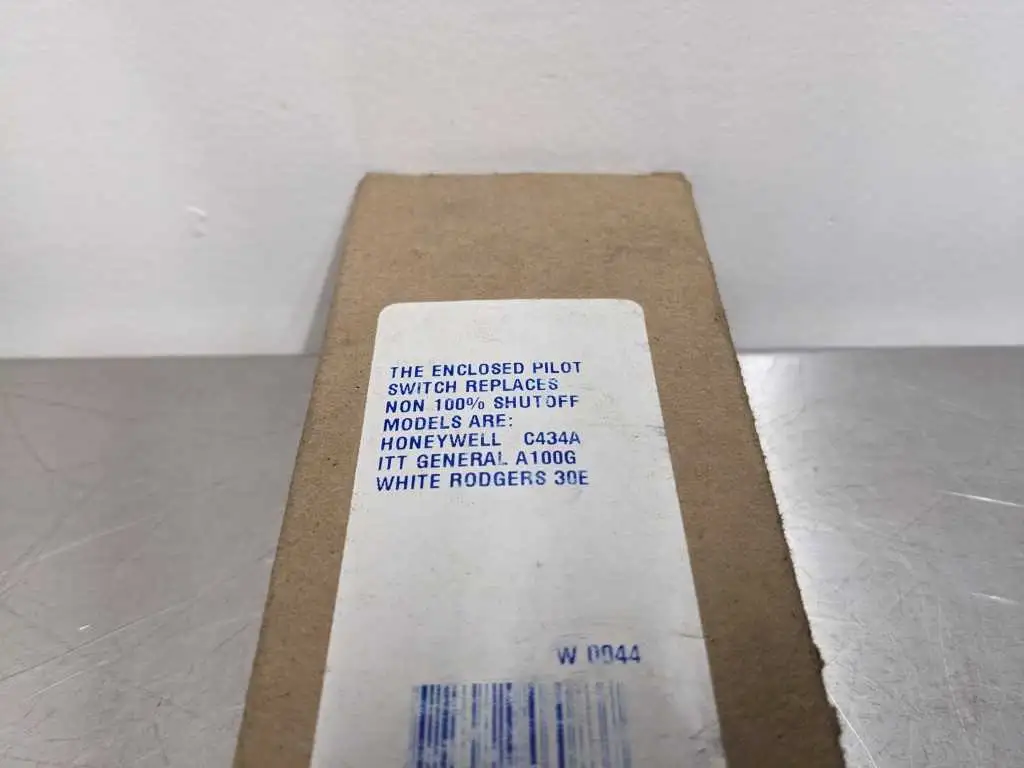 THE ENCLOSED PILOT
SWITCH REPLACES
NON 100% SHUTOFF
MODELS ARE:
HONEYWELL C434A
ITT GENERAL A100G
WHITE RODGERS 30E
W 0044